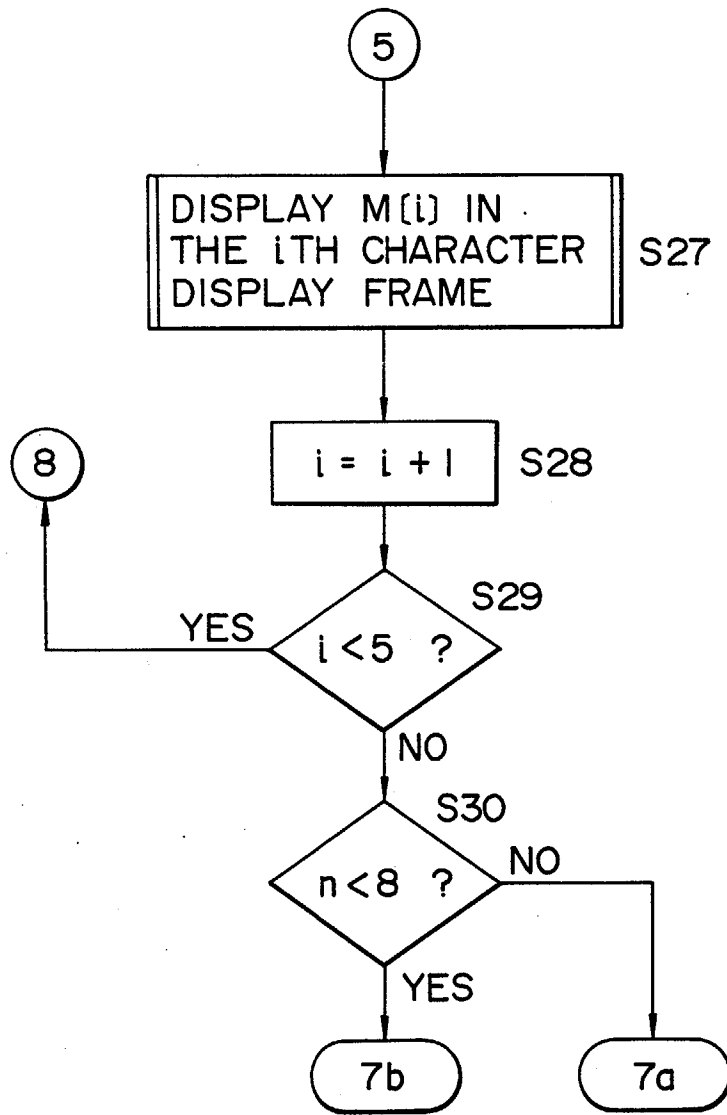 5
DISPLAY M(i) IN
THE iTH CHARACTER
DISPLAY FRAME
S27
8
i = i + 1
S28
S29
YES
i < 5 ?
NO
S30
n < 8 ?
NO
YES
7b
7a